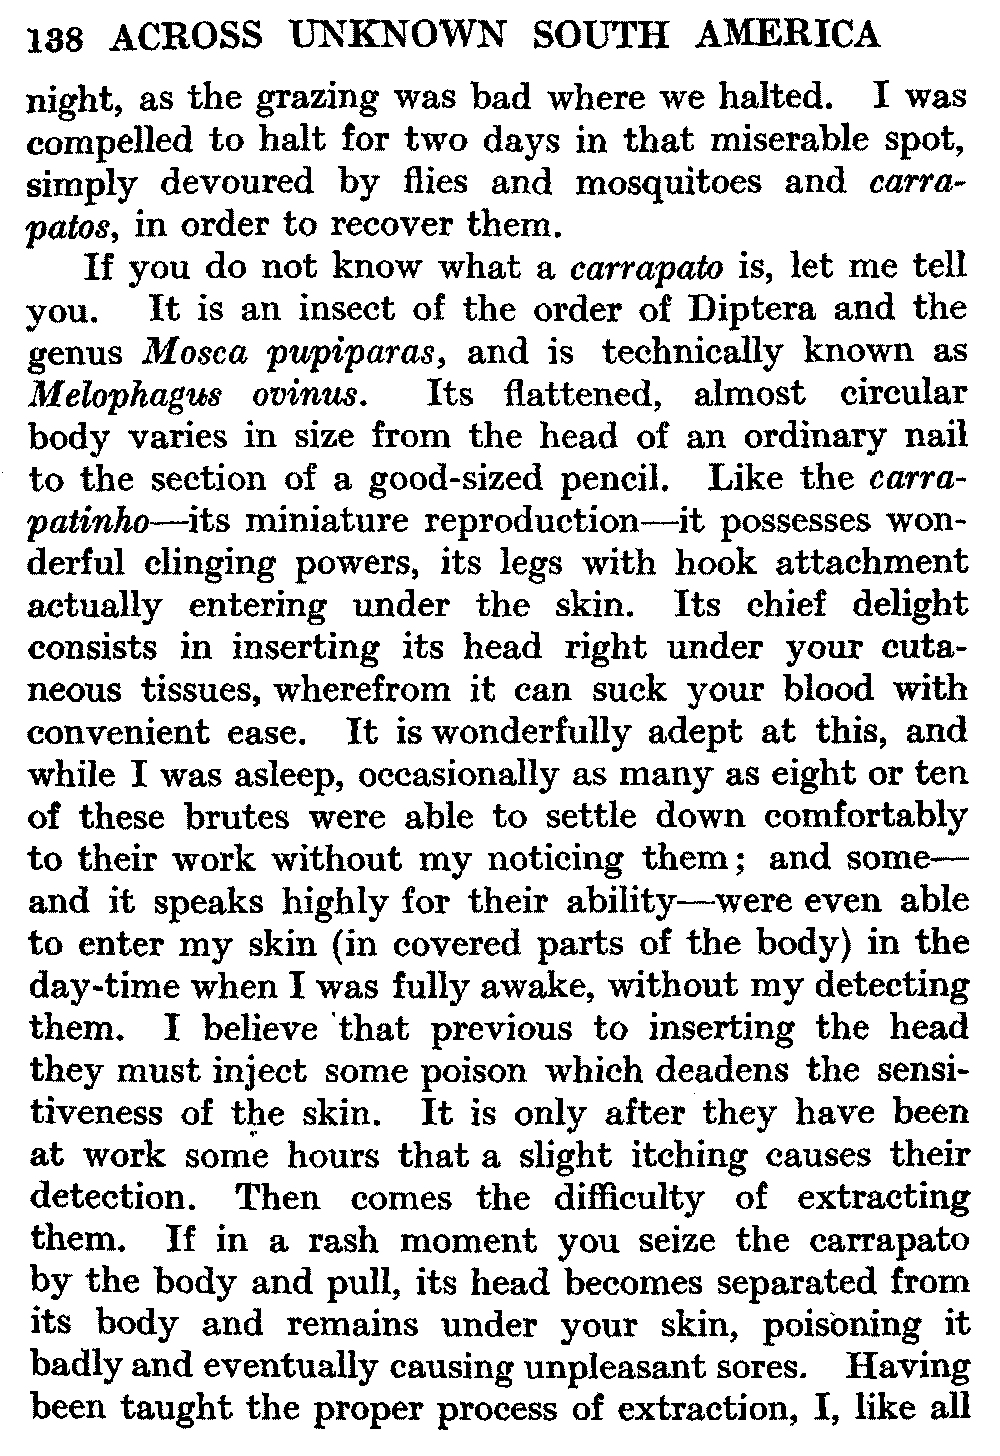 138 ACROSS UNKNOWN SOUTH AMERICA
night, as the grazing was bad where we halted. I was
compelled to halt for two days in that miserable spot,
simply devoured by flies and mosquitoes and carra-
patos, in order to recover them.
If you do not know what a carrapato is, let me tell
you. It is an insect of the order of Diptera and the
genus Mosca pupiparas, and is technically known as
Melophagus ovinus. Its flattened, almost circular
body varies in size from the head of an ordinary nail
to the section of a good-sized pencil. Like the carra-
patinho—its miniature reproduction—it possesses won-
derful clinging powers, its legs with hook attachment
actually entering under the skin. Its chief delight
consists in inserting its head right under your cuta-
neous tissues, wherefrom it can suck your blood with
convenient ease. It is wonderfully adept at this, and
while I was asleep, occasionally as many as eight or ten
of these brutes were able to settle down comfortably
to their work without my noticing them; and some—
and it speaks highly for their ability—were even able
to enter my skin (in covered parts of the body) in the
day-time when I was fully awake, without my detecting
them. I believe that previous to inserting the head
they must inject some poison which deadens the sensi-
tiveness of the skin. It is only after they have been
at work some hours that a slight itching causes their
detection. Then comes the difficulty of extracting
them. If in a rash moment you seize the carrapato
by the body and pull, its head becomes separated from
its body and remains under your skin, poisoning it
badly and eventually causing unpleasant sores. Having
been taught the proper process of extraction, I, like all